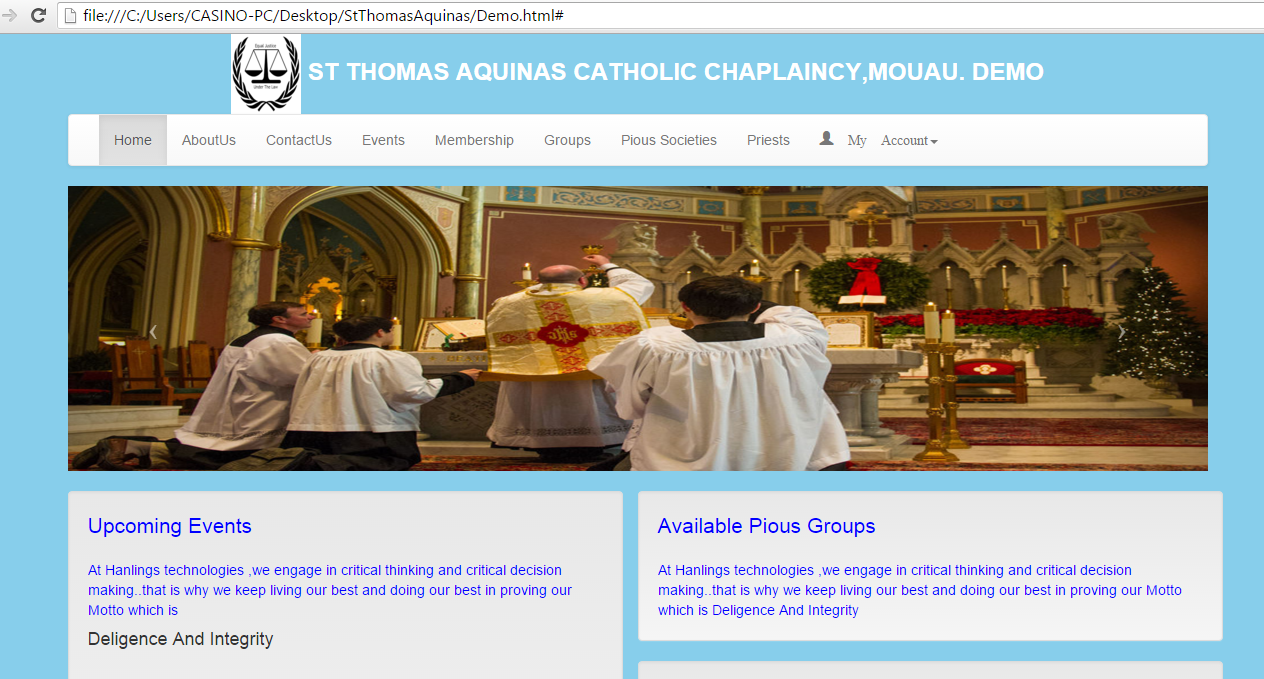 file:///C:/Users/CASINO-PC/Desktop/StThomasAquinas/Demo.html#
Equal Justice
Under The Law
ST THOMAS AQUINAS CATHOLIC CHAPLAINCY,MOUAU. DEMO
Home AboutUs ContactUs Events Membership Groups Pious Societies Priests My Account
Upcoming Events
At Hanlings technologies ,we engage in critical thinking and critical decision
making..that is why we keep living our best and doing our best in proving our
Motto which is
Deligence And Integrity
Available Pious Groups
At Hanlings technologies ,we engage in critical thinking and critical decision
making..that is why we keep living our best and doing our best in proving our Motto
which is Deligence And Integrity